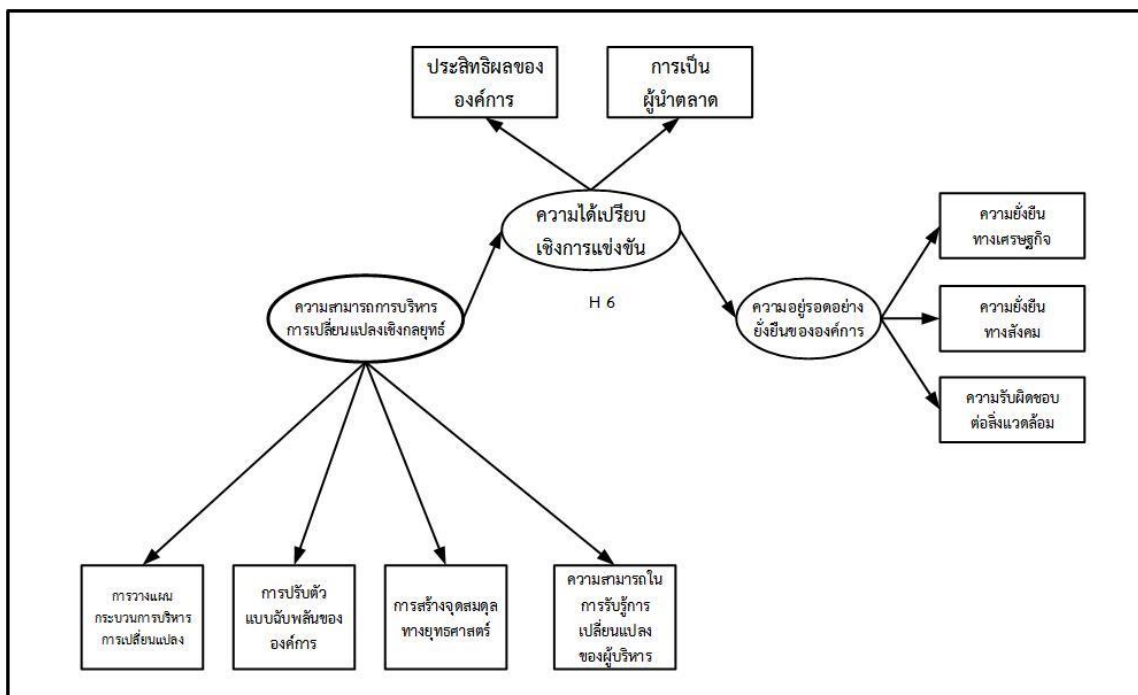 ประสิทธิผลของ
องค์การ
การเป็น
ผู้นำตลาด
ความได้เปรียบ
เชิงการแข่งขัน
ความยั่งยืน
ทางเศรษฐกิจ
ความสามารถการบริหาร
การเปลี่ยนแปลงเชิงกลยุทธ์
H 6
ความอยู่รอดอย่าง
ยั่งยืนขององค์การ
ความยั่งยืน
ทางสังคม
ความรับผิดชอบ
ต่อสิ่งแวดล้อม
การวางแผน
กระบวนการบริหาร
การเปลี่ยนแปลง
การปรับตัว
แบบฉับพลันของ
องค์การ
การสร้างจุดสมดุล
ทางยุทธศาสตร์
ความสามารถใน
การรับรู้การ
เปลี่ยนแปลง
ของผู้บริหาร